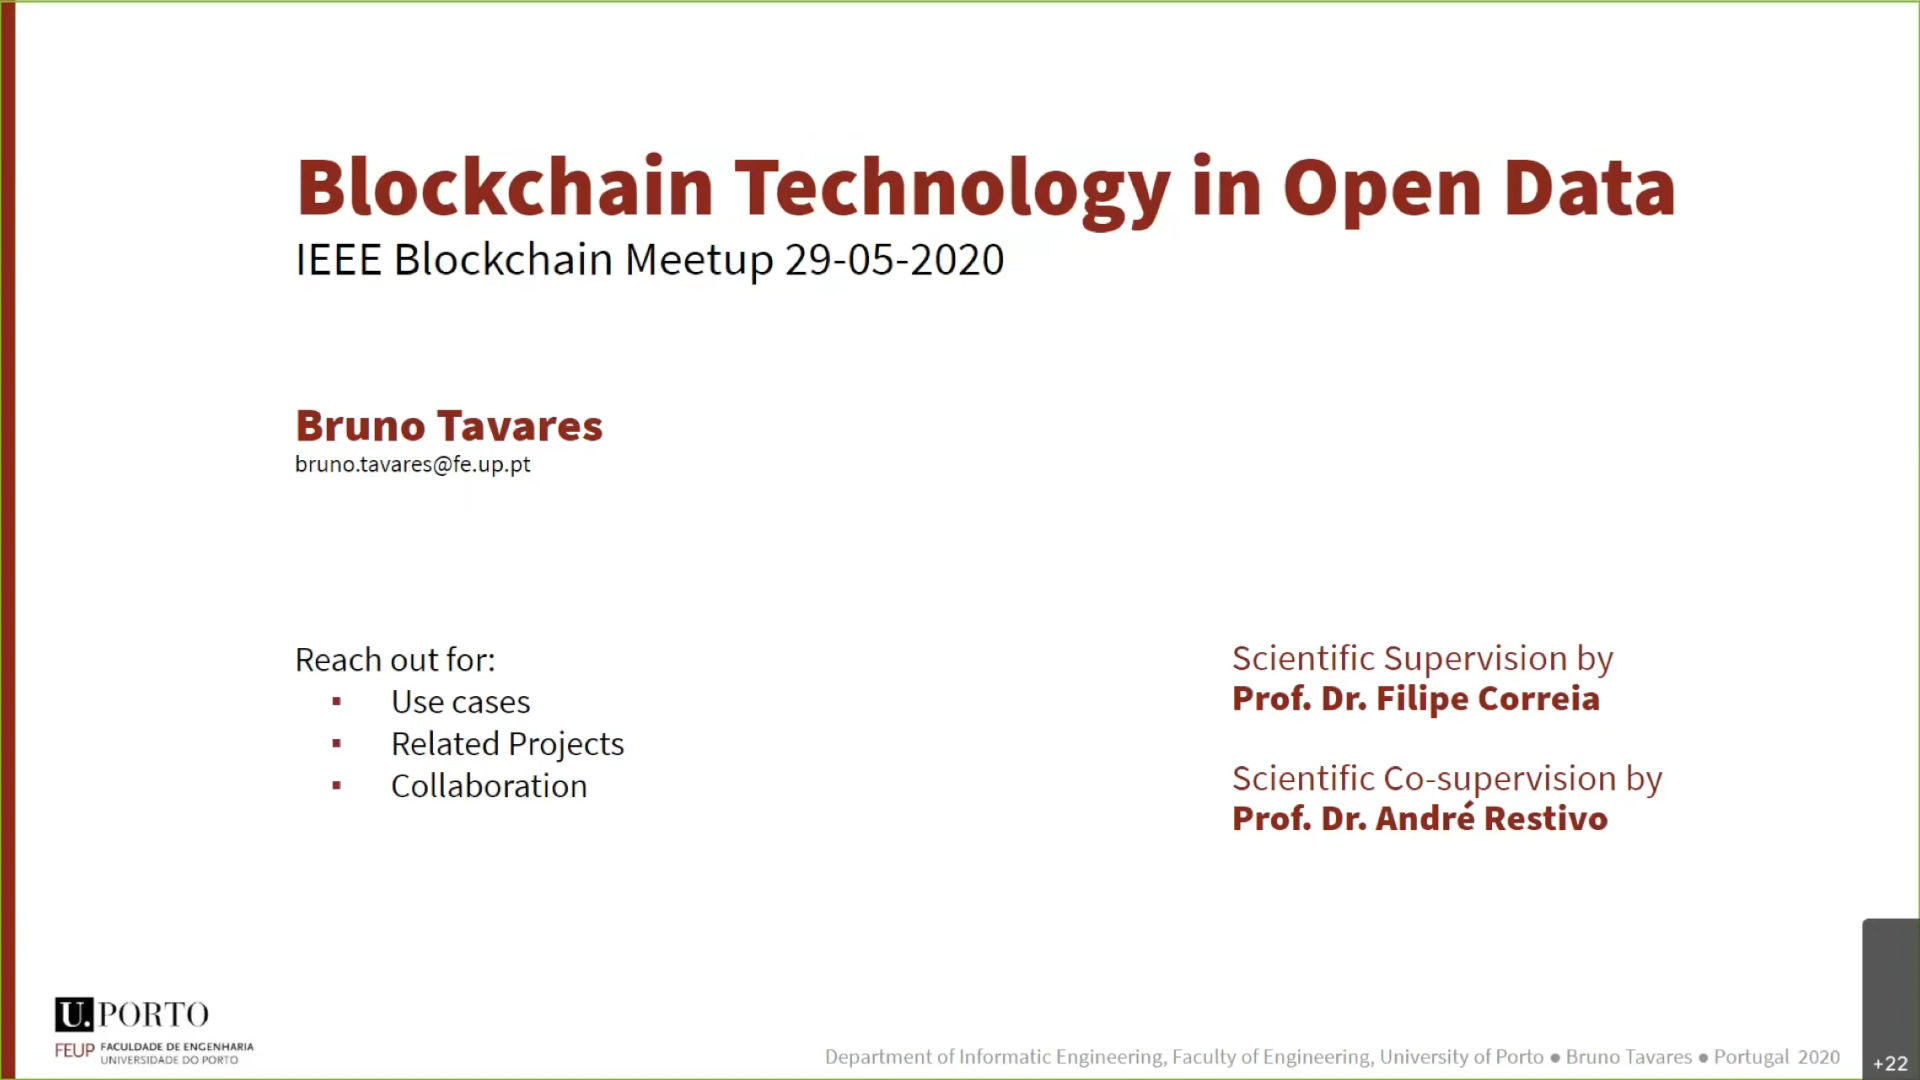 Blockchain Technology in Open Data
IEEE Blockchain Meetup 29-05-2020
Bruno Tavares
bruno.tavares@fe.up.pt
Reach out for:
▪ Use cases
▪ Related Projects
▪ Collaboration
Scientific Supervision by
Prof. Dr. Filipe Correia
Scientific Co-supervision by
Prof. Dr. André Restivo
U.PORTO
FEUP FACULDADE DE ENGENHARIA
UNIVERSIDADE DO PORTO
Department of Informatic Engineering, Faculty of Engineering, University of Porto ● Bruno Tavares ● Portugal 2020
+22